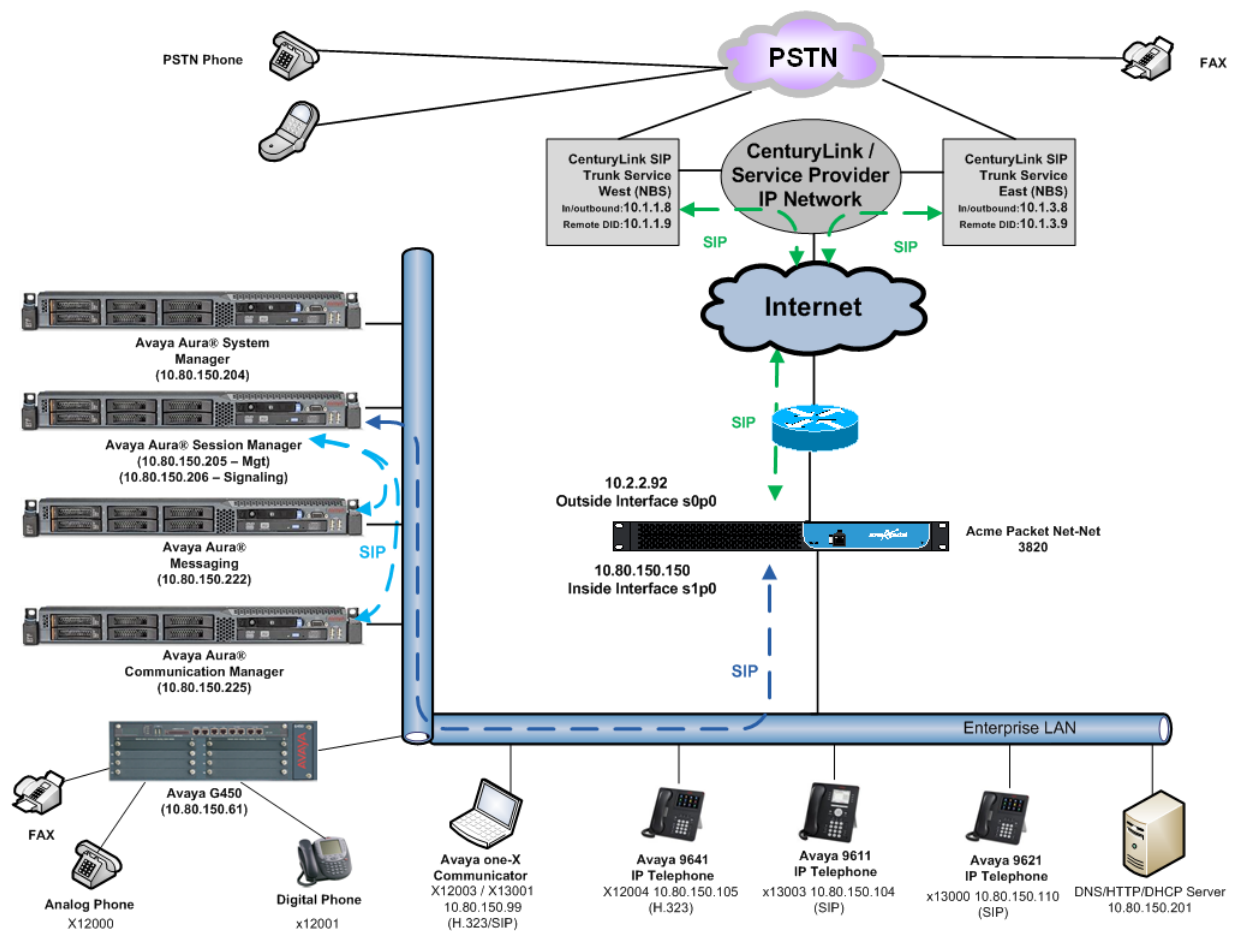 PSTN
PSTN Phone
FAX
CenturyLink SIP
Trunk Service
West (NBS)
In/outbound:10.1.1.8
Remote DID:10.1.1.9
CenturyLink /
Service Provider
IP Network
CenturyLink SIP
Trunk Service
East (NBS)
In/outbound:10.1.3.8
Remote DID:10.1.3.9
SIP
SIP
Internet
Avaya Aura® System
Manager
(10.80.150.204)
SIP
Avaya Aura® Session Manager
(10.80.150.205 – Mgt)
(10.80.150.206 – Signaling)
10.2.2.92
Outside Interface s0p0
Acme Packet Net-Net
3820
Avaya Aura®
Messaging
(10.80.150.222)
SIP
10.80.150.150
Inside Interface s1p0
Avaya Aura®
Communication Manager
(10.80.150.225)
SIP
Enterprise LAN
AVAYA
Avaya G450
(10.80.150.61)
FAX
Analog Phone
X12000
Digital Phone
x12001
Avaya one-X
Communicator
X12003 / X13001
10.80.150.99
(H.323/SIP)
Avaya 9641
IP Telephone
X12004 10.80.150.105
(H.323)
Avaya 9611
IP Telephone
x13003 10.80.150.104
(SIP)
Avaya 9621
IP Telephone
x13000 10.80.150.110
(SIP)
DNS/HTTP/DHCP Server
10.80.150.201